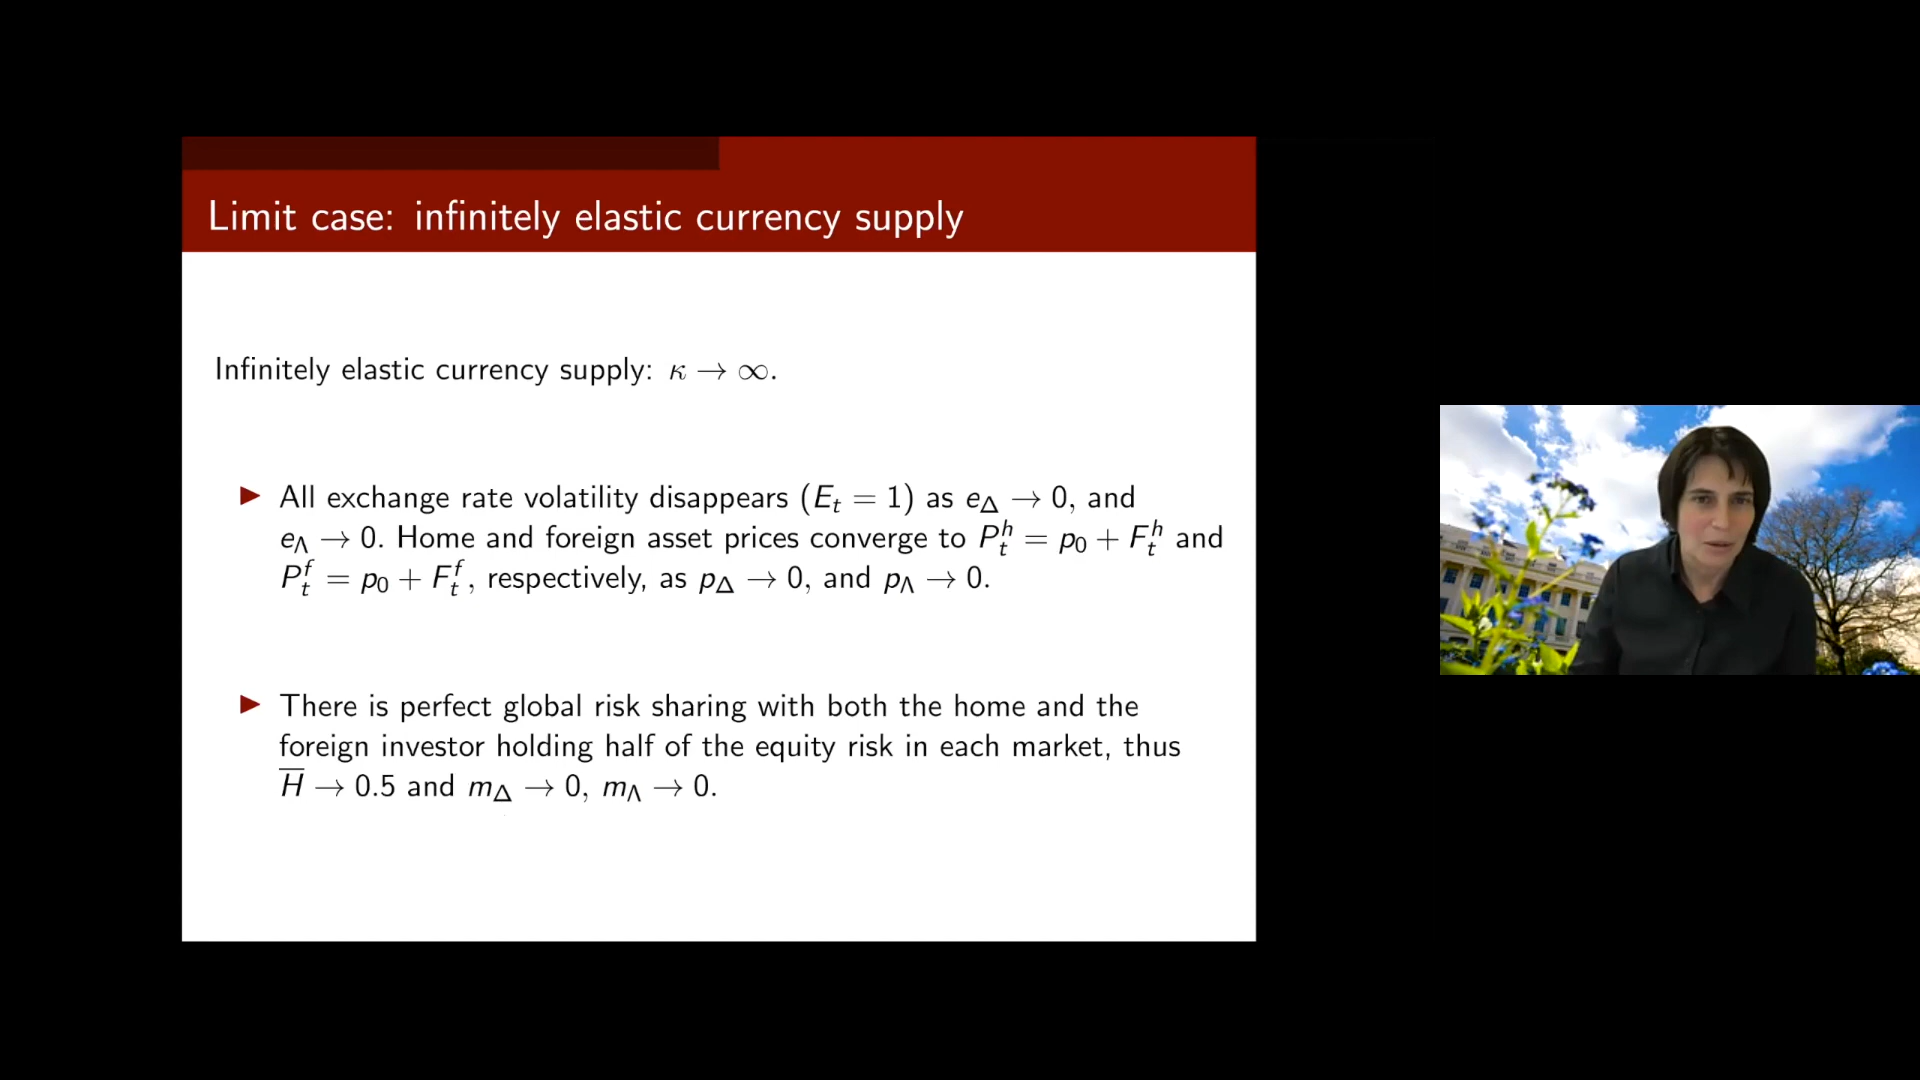 Limit case: infinitely elastic currency supply
Infinitely elastic currency supply: κ → ∞.
▶ All exchange rate volatility disappears (E_t = 1) as e_Δ → 0, and
e_Λ → 0. Home and foreign asset prices converge to P_t^h = p_0 + F_t^h and
P_t^f = p_0 + F_t^f, respectively, as p_Δ → 0, and p_Λ → 0.
▶ There is perfect global risk sharing with both the home and the
foreign investor holding half of the equity risk in each market, thus
H̅ → 0.5 and m_Δ → 0, m_Λ → 0.